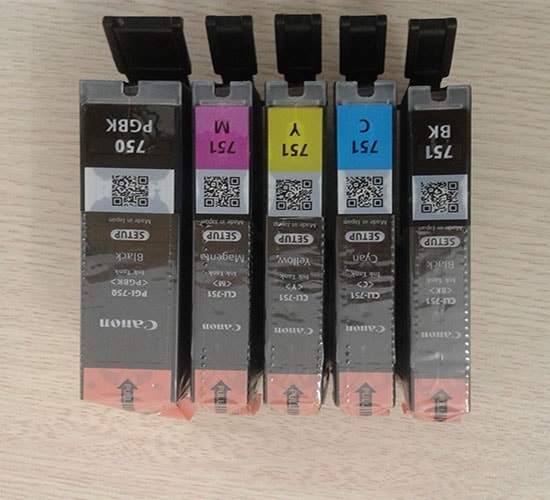 Canon
PGI-750
<PGBK>
Ink Tank
Black
SETUP
Made in Japan
750
PGBK
Canon
CLI-751
<M>
Ink Tank
Magenta
SETUP
Made in Japan
751
M
Canon
CLI-751
<Y>
Ink Tank
Yellow
SETUP
Made in Japan
751
Y
Canon
CLI-751
<C>
Ink Tank
Cyan
SETUP
Made in Japan
751
C
Canon
CLI-751
<BK>
Ink Tank
Black
SETUP
Made in Japan
751
BK